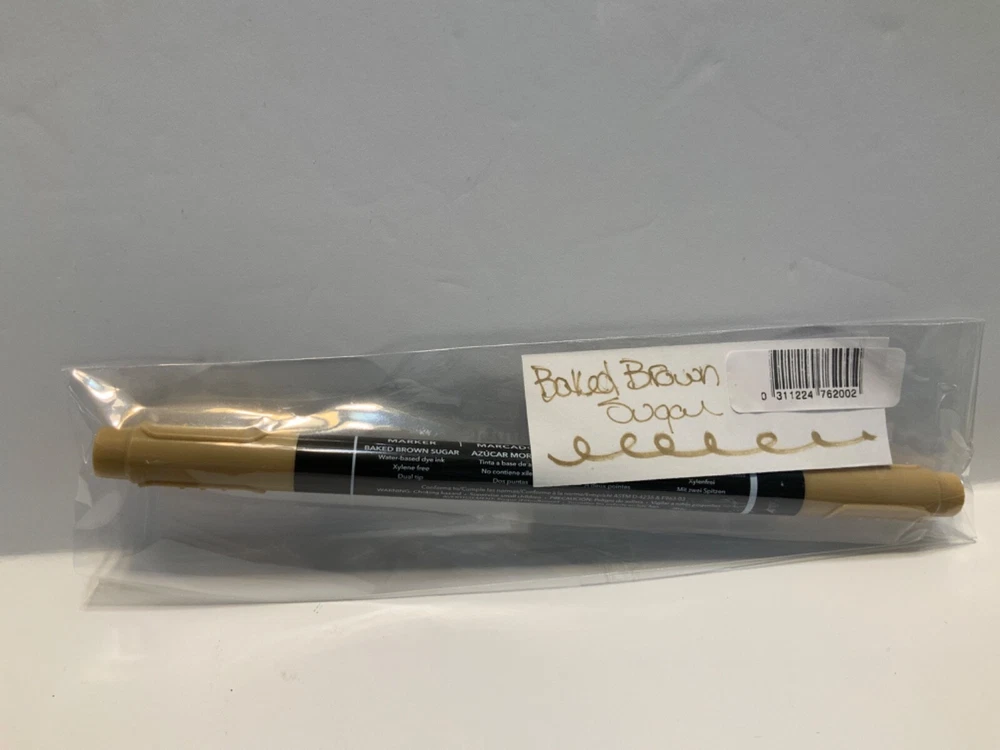 Baked Brown
Sugar
0 311224 762002
MARKER
BAKED BROWN SUGAR
Water-based dye ink
Xylene free
Dual tip
MARCAD
AZÚCAR MOR
Tinta a base de a
No contiene xile
Dos puntas
Xylenfrei
Mit zwei Spitzen